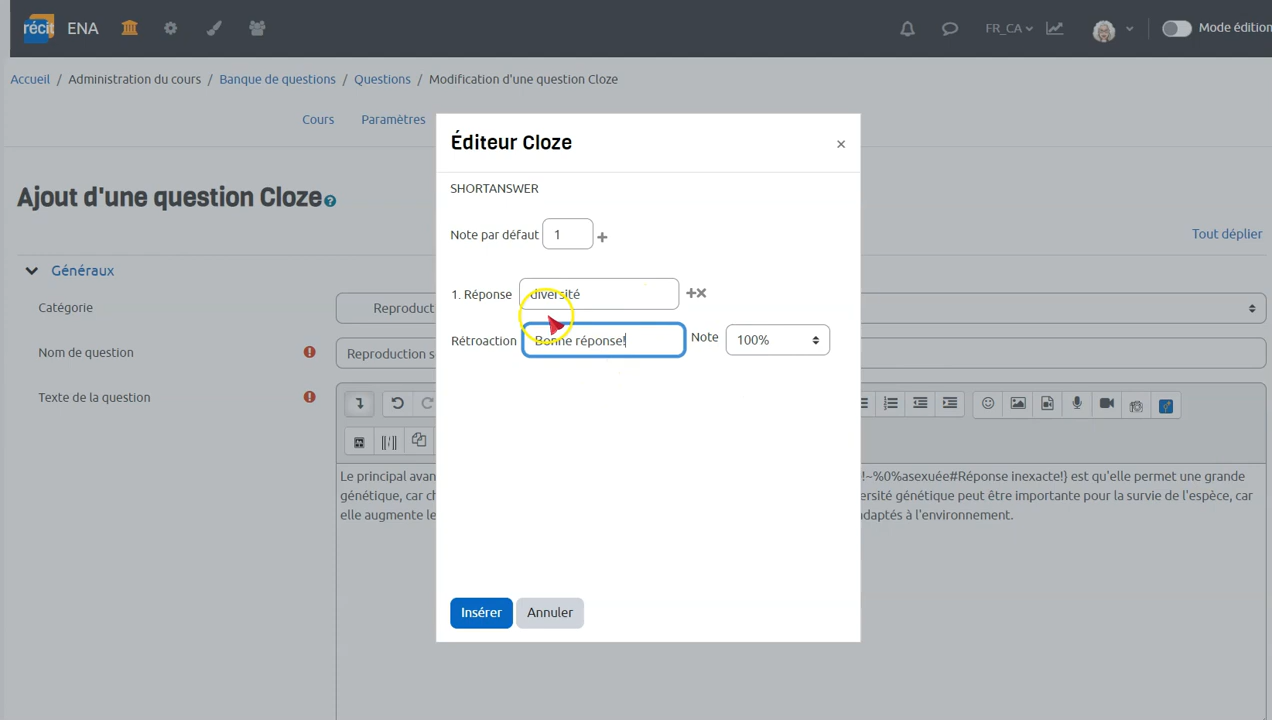 récit ENA FR_CA Mode édition
Accueil / Administration du cours / Banque de questions / Questions / Modification d'une question Cloze
Cours Paramètres
Éditeur Cloze ×
SHORTANSWER
Ajout d'une question Cloze
Note par défaut 1
Tout déplier
Généraux
1. Réponse diversité
Catégorie Reproduct
Rétroaction Bonne réponse! Note 100%
Nom de question Reproduction s
Texte de la question
Le principal avan !~%0%asexuée#Réponse inexacte!} est qu'elle permet une grande
génétique, car ch ersité génétique peut être importante pour la survie de l'espèce, car
elle augmente le adaptés à l'environnement.
Insérer Annuler